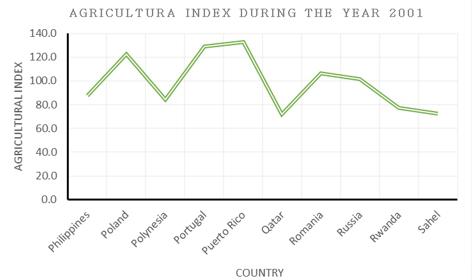 AGRICULTURA INDEX DURING THE YEAR 2001
140.0
120.0
100.0
80.0
60.0
40.0
20.0
0.0
AGRICULTURAL INDEX
Philippines
Poland
Polynesia
Portugal
Puerto Rico
Qatar
Romania
Russia
Rwanda
Sahel
COUNTRY